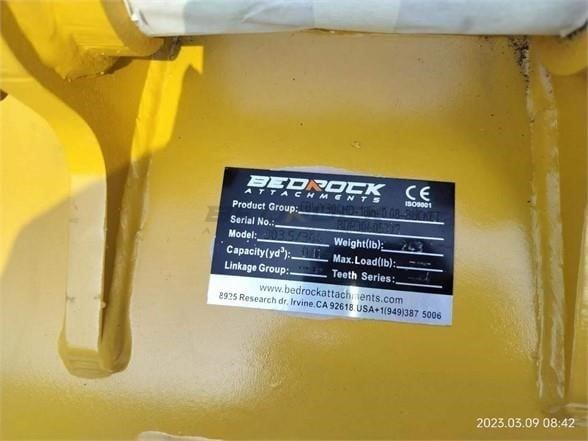 BEDROCK
ATTACHMENTS
CE
ISO9001
Product Group:
Serial No.:
Model:
Weight(lb):
Capacity(yd³):
Max.Load(lb):
Linkage Group:
Teeth Series:
www.bedrockattachments.com
8925 Research dr. Irvine.CA 92618.USA+1(949)387 5006
2023.03.09 08:42